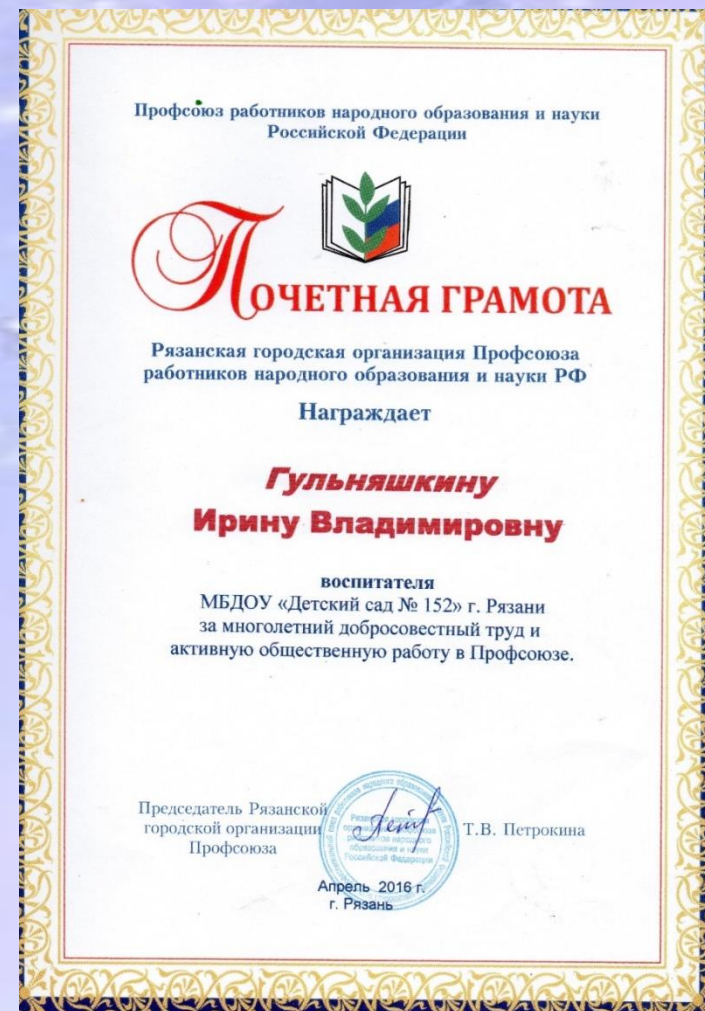 Профсоюз работников народного образования и науки
Российской Федерации
ПОЧЕТНАЯ ГРАМОТА
Рязанская городская организация Профсоюза
работников народного образования и науки РФ
Награждает
Гульняшкину
Ирину Владимировну
воспитателя
МБДОУ «Детский сад № 152» г. Рязани
за многолетний добросовестный труд и
активную общественную работу в Профсоюзе.
Председатель Рязанской
городской организации
Профсоюза
Т.В. Петрокина
Апрель 2016 г.
г. Рязань